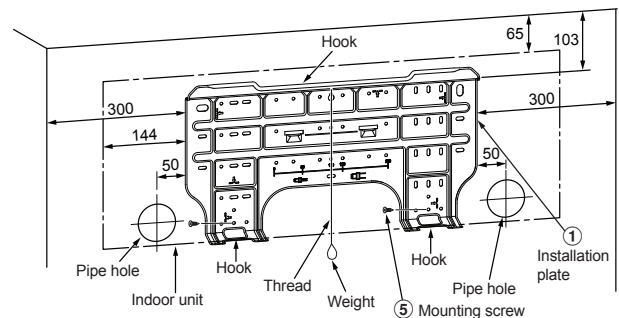 65
103
Hook
300
300
144
50
50
Hook
Hook
① Installation plate
Pipe hole
Indoor unit
Thread
Weight
Pipe hole
⑤ Mounting screw